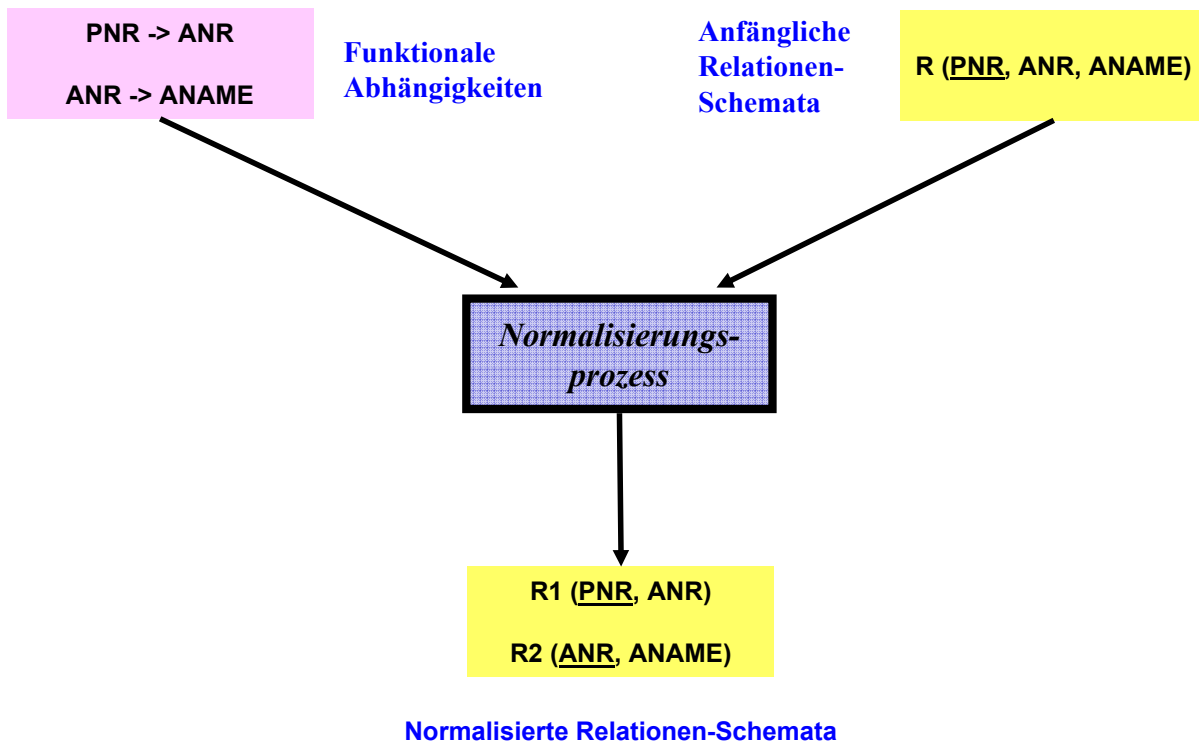 PNR -> ANR
ANR -> ANAME
Funktionale
Abhängigkeiten
Anfängliche
Relationen-
Schemata
R (PNR, ANR, ANAME)
Normalisierungs-
prozess
R1 (PNR, ANR)
R2 (ANR, ANAME)
Normalisierte Relationen-Schemata